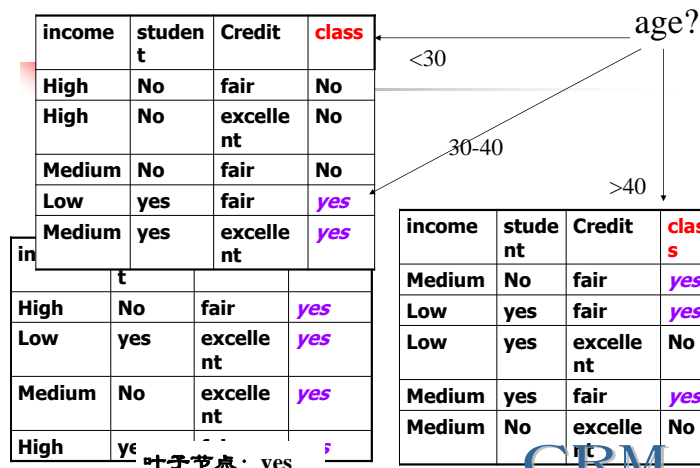 age?
<30
30-40
>40
income student Credit class
High No fair No
High No excellent No
Medium No fair No
Low yes fair yes
Medium yes excellent yes
in
t
High No fair yes
Low yes excellent yes
Medium No excellent yes
High
叶子节点：yes
income student Credit class
Medium No fair yes
Low yes fair yes
Low yes excellent No
Medium yes fair yes
Medium No excellent No
CRM